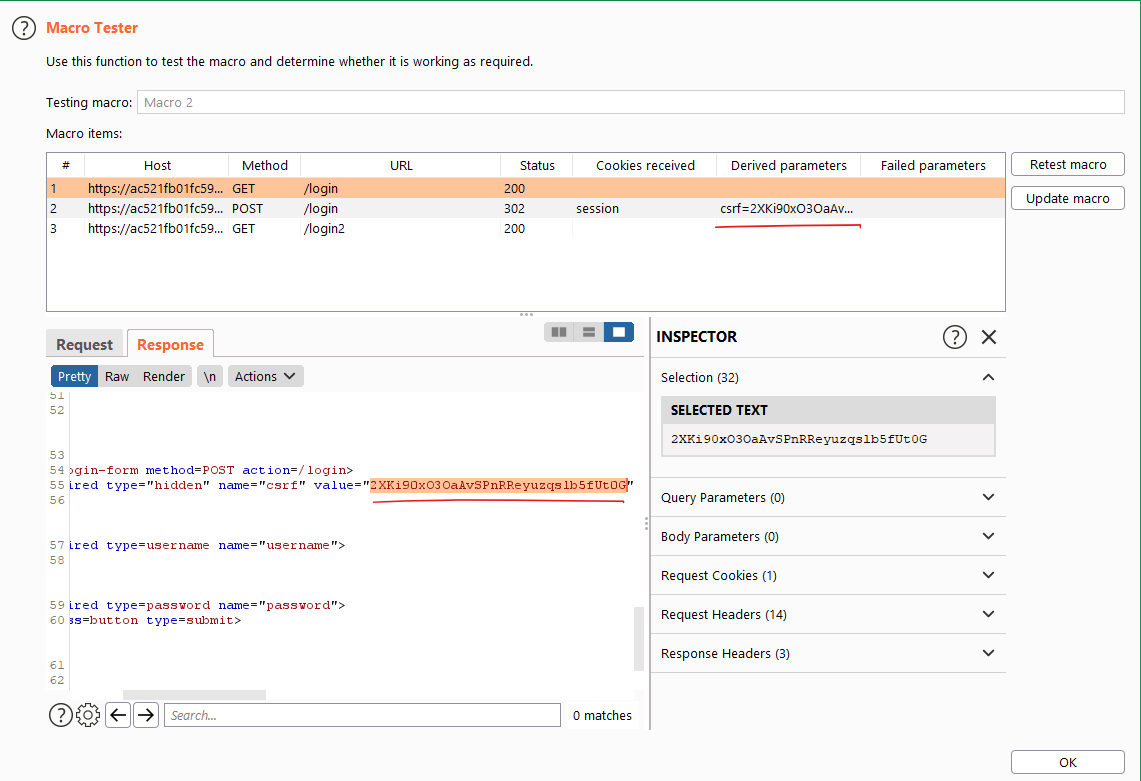 Macro Tester
Use this function to test the macro and determine whether it is working as required.
Testing macro: Macro 2
Macro items:
# Host Method URL Status Cookies received Derived parameters Failed parameters
1 https://ac521fb01fc59... GET /login 200
2 https://ac521fb01fc59... POST /login 302 session csrf=2XKi90xO3OaAv...
3 https://ac521fb01fc59... GET /login2 200
Retest macro
Update macro
Request Response
Pretty Raw Render \n Actions
51
52
53
54 ogin-form method=POST action=/login>
55 ired type="hidden" name="csrf" value="2XKi90xO3OaAvSPnRReyuzqslb5fUt0G"
56
57 ired type=username name="username">
58
59 ired type=password name="password">
60 ss=button type=submit>
61
62
Search...
0 matches
INSPECTOR
Selection (32)
SELECTED TEXT
2XKi90xO3OaAvSPnRReyuzqslb5fUt0G
Query Parameters (0)
Body Parameters (0)
Request Cookies (1)
Request Headers (14)
Response Headers (3)
OK